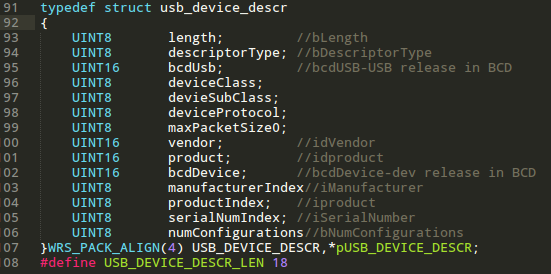 91 typedef struct usb_device_descr
92 {
93 UINT8 length; //bLength
94 UINT8 descriptorType; //bDescriptorType
95 UINT16 bcdUsb; //bcdUSB-USB release in BCD
96 UINT8 deviceClass;
97 UINT8 devieSubClass;
98 UINT8 deviceProtocol;
99 UINT8 maxPacketSize0;
00 UINT16 vendor; //idVendor
01 UINT16 product; //idproduct
02 UINT16 bcdDevice; //bcdDevice-dev release in BCD
03 UINT8 manufacturerIndex//iManufacturer
04 UINT8 productIndex; //iproduct
05 UINT8 serialNumIndex; //iSerialNumber
06 UINT8 numConfigurations//bNumConfigurations
07 }WRS_PACK_ALIGN(4) USB_DEVICE_DESCR,*pUSB_DEVICE_DESCR;
08 #define USB_DEVICE_DESCR_LEN 18